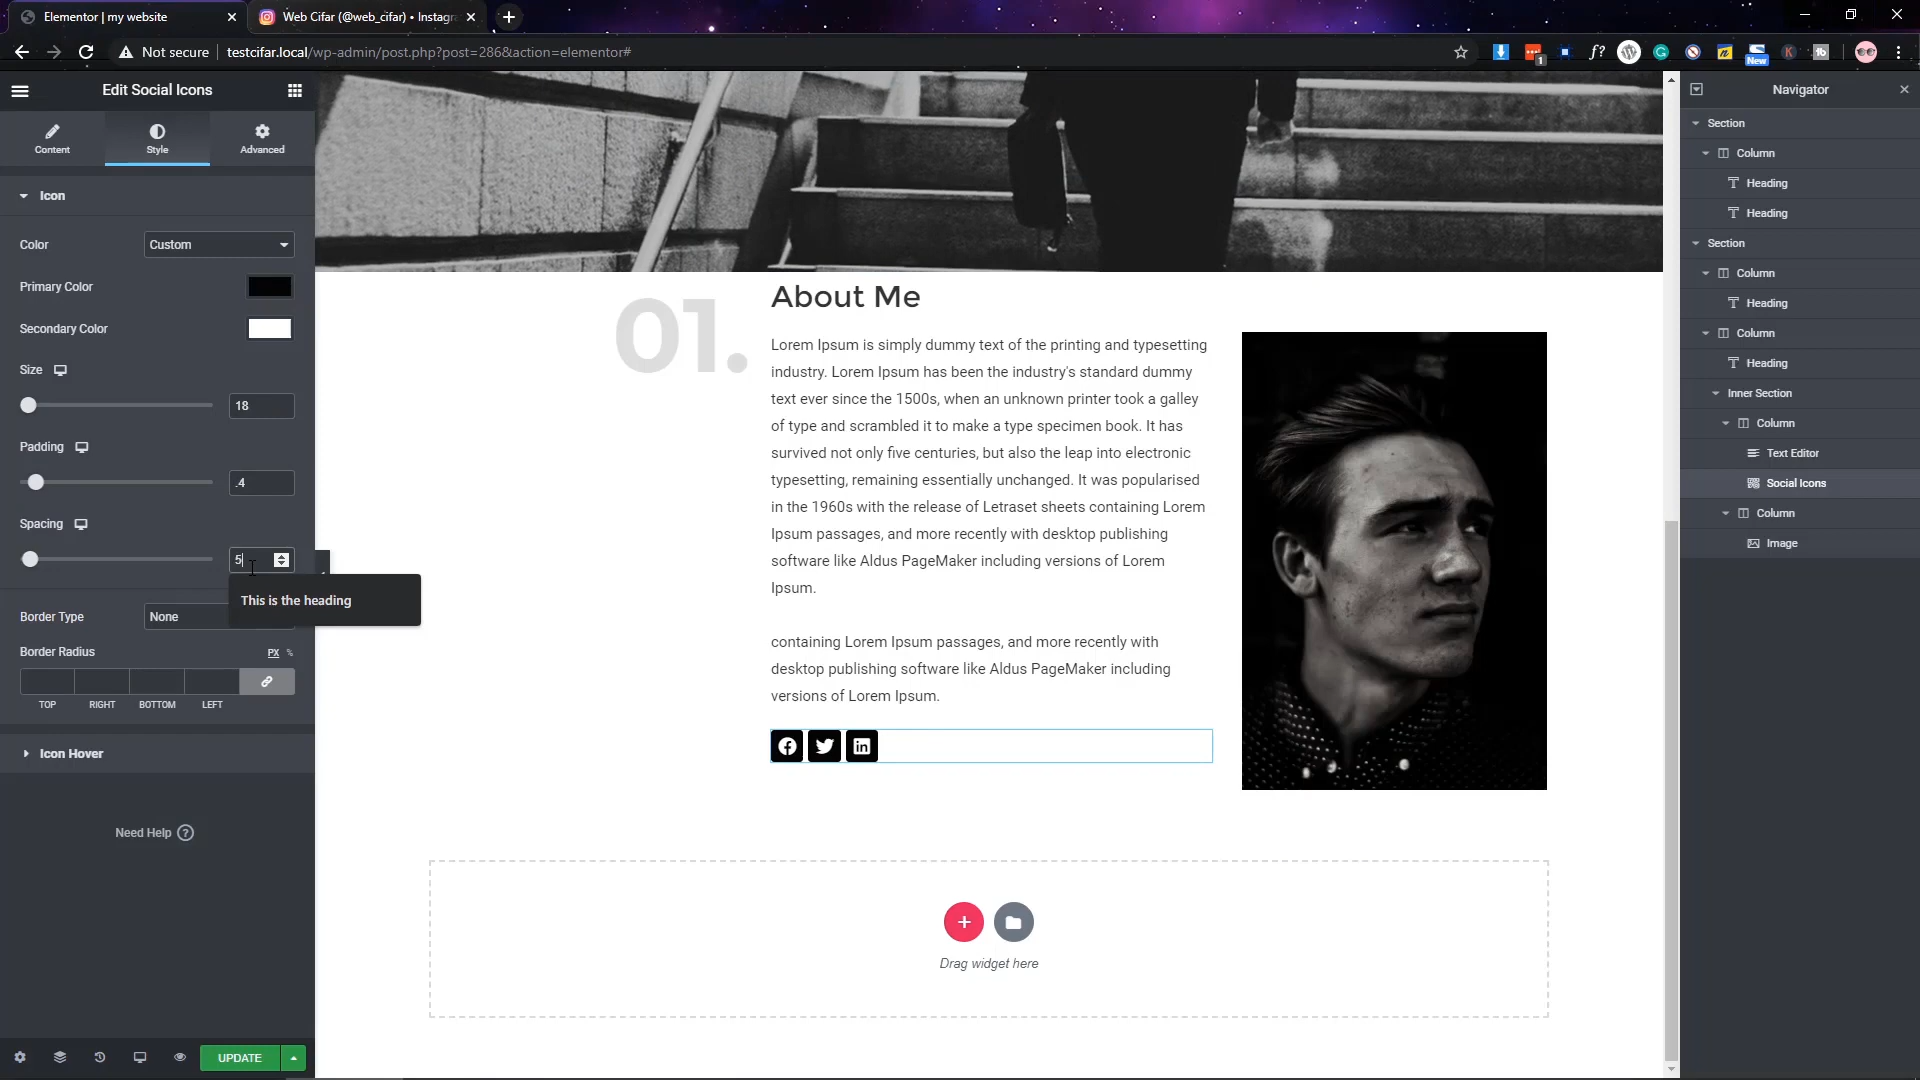 Elementor | my website
Web Cifar (@web_cifar) • Instagr
Not secure
testcifar.local/wp-admin/post.php?post=286&action=elementor#
f?
1
New
Edit Social Icons
Content
Style
Advanced
Icon
Color
Custom
Primary Color
Secondary Color
Size
18
Padding
.4
Spacing
5
This is the heading
Border Type
None
Border Radius
PX %
TOP
RIGHT
BOTTOM
LEFT
Icon Hover
Need Help ?
UPDATE
01.
About Me
Lorem Ipsum is simply dummy text of the printing and typesetting
industry. Lorem Ipsum has been the industry's standard dummy
text ever since the 1500s, when an unknown printer took a galley
of type and scrambled it to make a type specimen book. It has
survived not only five centuries, but also the leap into electronic
typesetting, remaining essentially unchanged. It was popularised
in the 1960s with the release of Letraset sheets containing Lorem
Ipsum passages, and more recently with desktop publishing
software like Aldus PageMaker including versions of Lorem
Ipsum.
containing Lorem Ipsum passages, and more recently with
desktop publishing software like Aldus PageMaker including
versions of Lorem Ipsum.
in
Drag widget here
Navigator
Section
Column
Heading
Heading
Section
Column
Heading
Column
Heading
Inner Section
Column
Text Editor
Social Icons
Column
Image